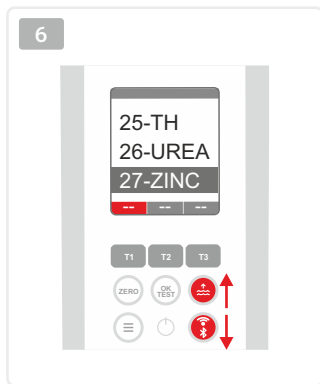 6
25-TH
26-UREA
27-ZINC
-- -- --
T1 T2 T3
ZERO OK TEST